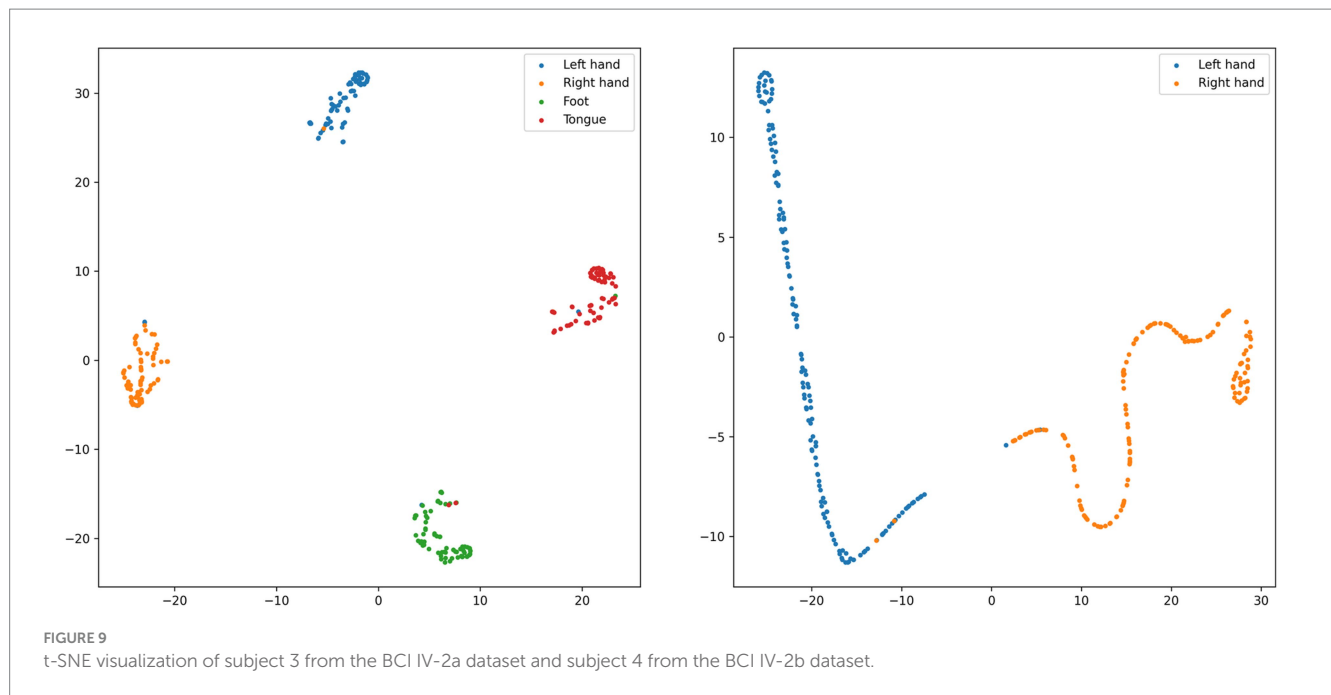 Left hand
Right hand
Foot
Tongue
30
20
10
0
−10
−20
−20
−10
0
10
20
Left hand
Right hand
10
5
0
−5
−10
−20
−10
0
10
20
30
FIGURE 9
t-SNE visualization of subject 3 from the BCI IV-2a dataset and subject 4 from the BCI IV-2b dataset.